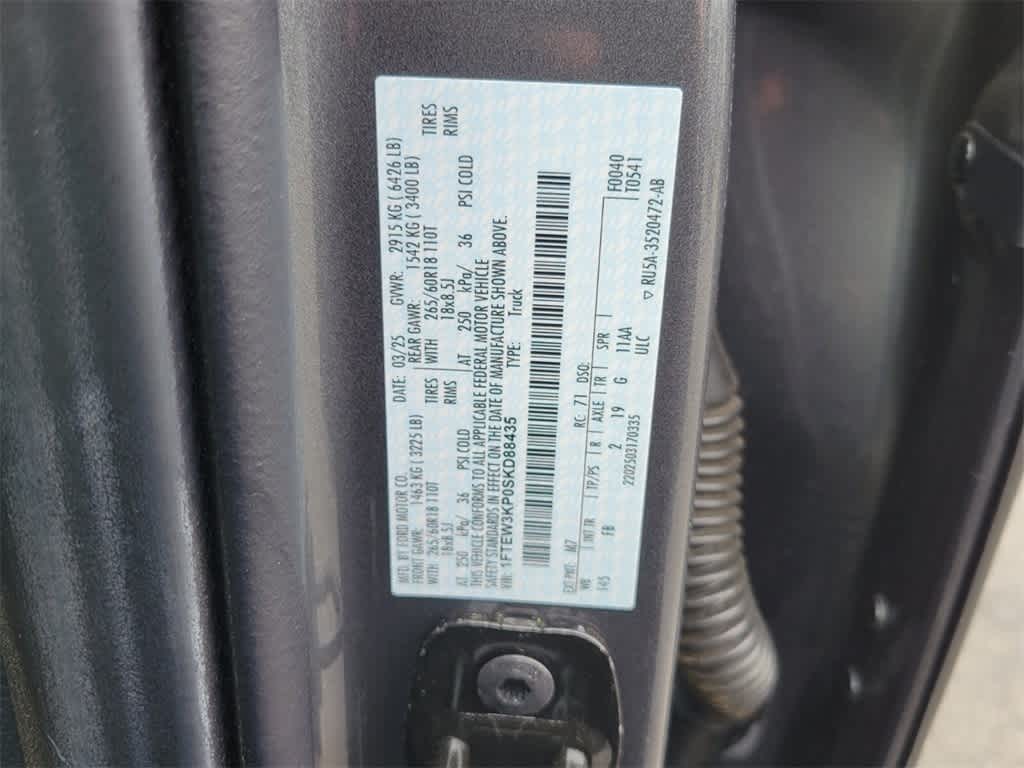 MFD. BY FORD MOTOR CO.
DATE: 03/25 GVWR: 2915 KG ( 6426 LB)
FRONT GAWR: 1463 KG ( 3225 LB) REAR GAWR: 1542 KG ( 3400 LB)
WITH 265/60R18 110T TIRES WITH 265/60R18 110T TIRES
18x8.5J RIMS 18x8.5J RIMS
AT 250 kPa/ 36 PSI COLD AT 250 kPa/ 36 PSI COLD
THIS VEHICLE CONFORMS TO ALL APPLICABLE FEDERAL MOTOR VEHICLE
SAFETY STANDARDS IN EFFECT ON THE DATE OF MANUFACTURE SHOWN ABOVE.
VIN: 1FTEW3KP0SKD88435 TYPE: Truck
EXT PNT: M7 RC: 71 DSO: F0040
WB INTR TP/PS R AXLE TR SPR T0541
145 FB 2 19 G 11AA
ULC
2202503170335 ▽ RU5A-3520472-AB